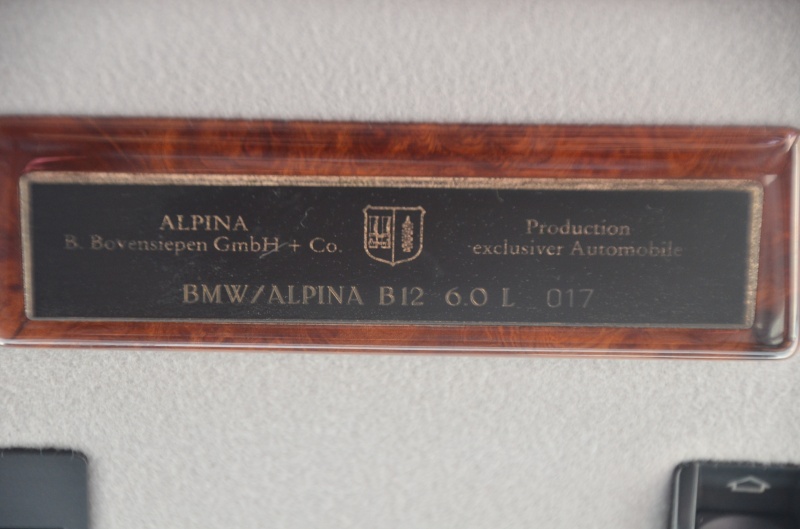 ALPINA
B. Bovensiepen GmbH + Co.
Production
exclusiver Automobile
BMW/ALPINA B12 6.0 L 017